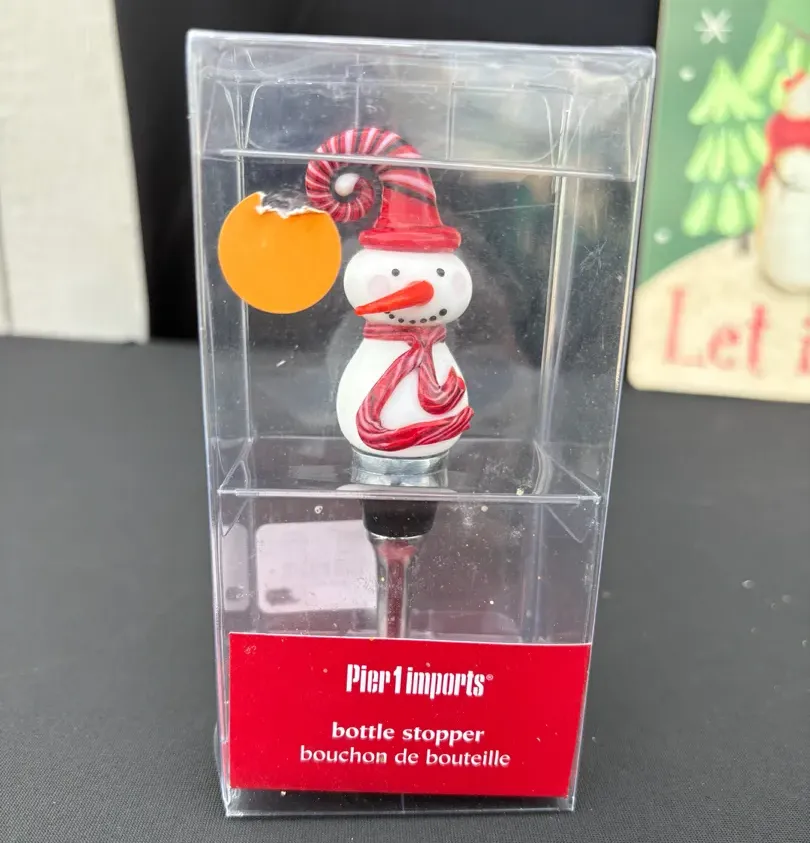 Let i
Pier 1 imports®
bottle stopper
bouchon de bouteille